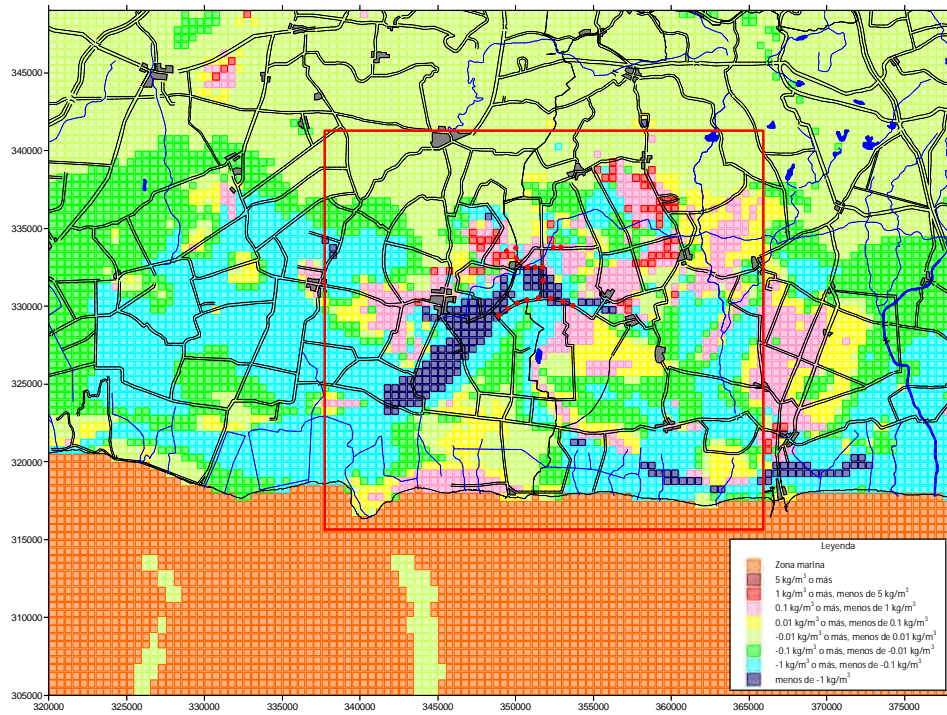 345000
340000
335000
330000
325000
320000
315000
310000
305000
320000
325000
330000
335000
340000
345000
350000
355000
360000
365000
370000
375000
Leyenda
Zona marina
5 kg/m³ o más
1 kg/m³ o más, menos de 5 kg/m³
0.1 kg/m³ o más, menos de 1 kg/m³
0.01 kg/m³ o más, menos de 0.1 kg/m³
-0.01 kg/m³ o más, menos de 0.01 kg/m³
-0.1 kg/m³ o más, menos de -0.01 kg/m³
-1 kg/m³ o más, menos de -0.1 kg/m³
menos de -1 kg/m³